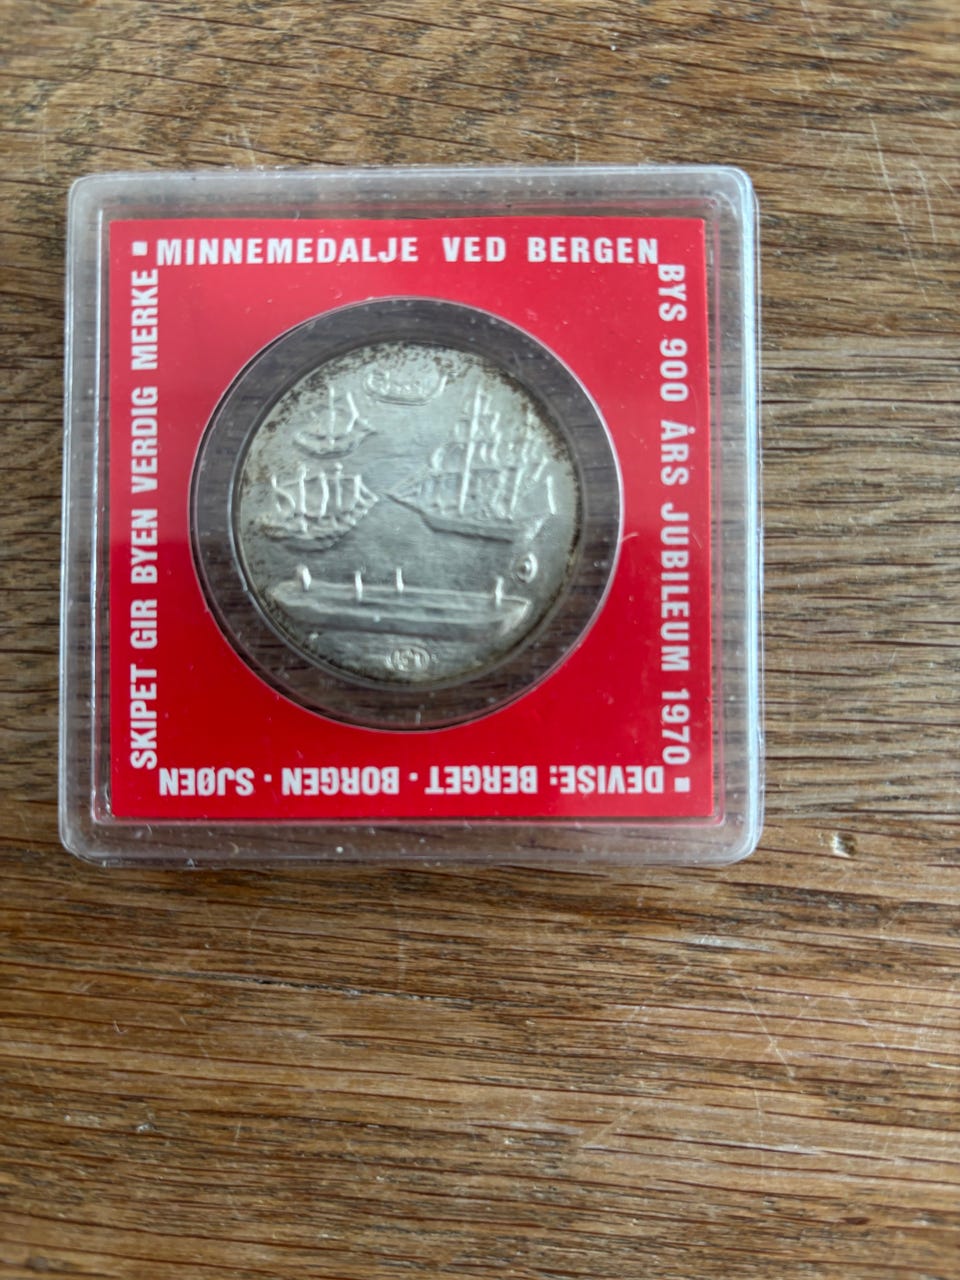 ▪ MINNEMEDALJE VED BERGEN
BYS 900 ÅRS JUBILEUM 1970 ▪
DEVISE: BERGET · BORGEN · SJØEN
SKIPET GIR BYEN VERDIG MERKE